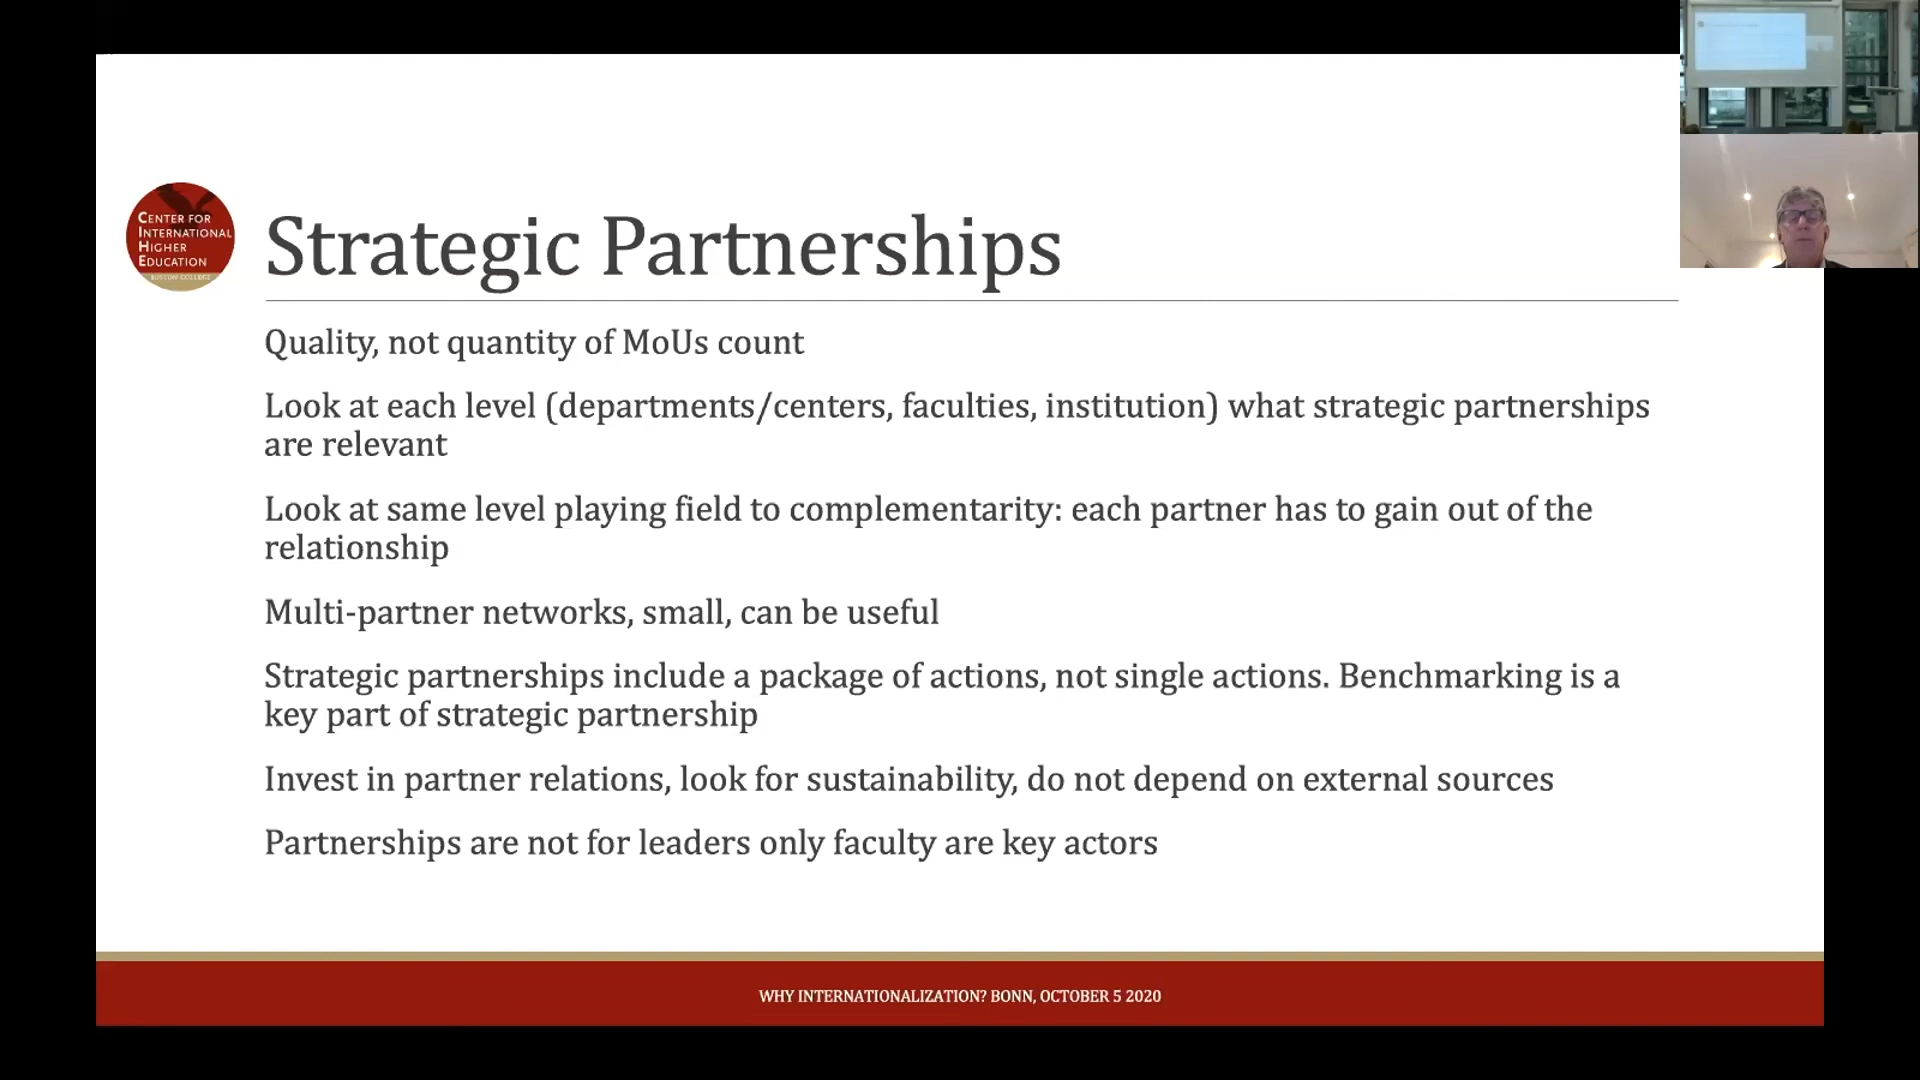 CENTER FOR
INTERNATIONAL
HIGHER
EDUCATION
BOSTON COLLEGE
Strategic Partnerships
Quality, not quantity of MoUs count
Look at each level (departments/centers, faculties, institution) what strategic partnerships
are relevant
Look at same level playing field to complementarity: each partner has to gain out of the
relationship
Multi-partner networks, small, can be useful
Strategic partnerships include a package of actions, not single actions. Benchmarking is a
key part of strategic partnership
Invest in partner relations, look for sustainability, do not depend on external sources
Partnerships are not for leaders only faculty are key actors
WHY INTERNATIONALIZATION? BONN, OCTOBER 5 2020